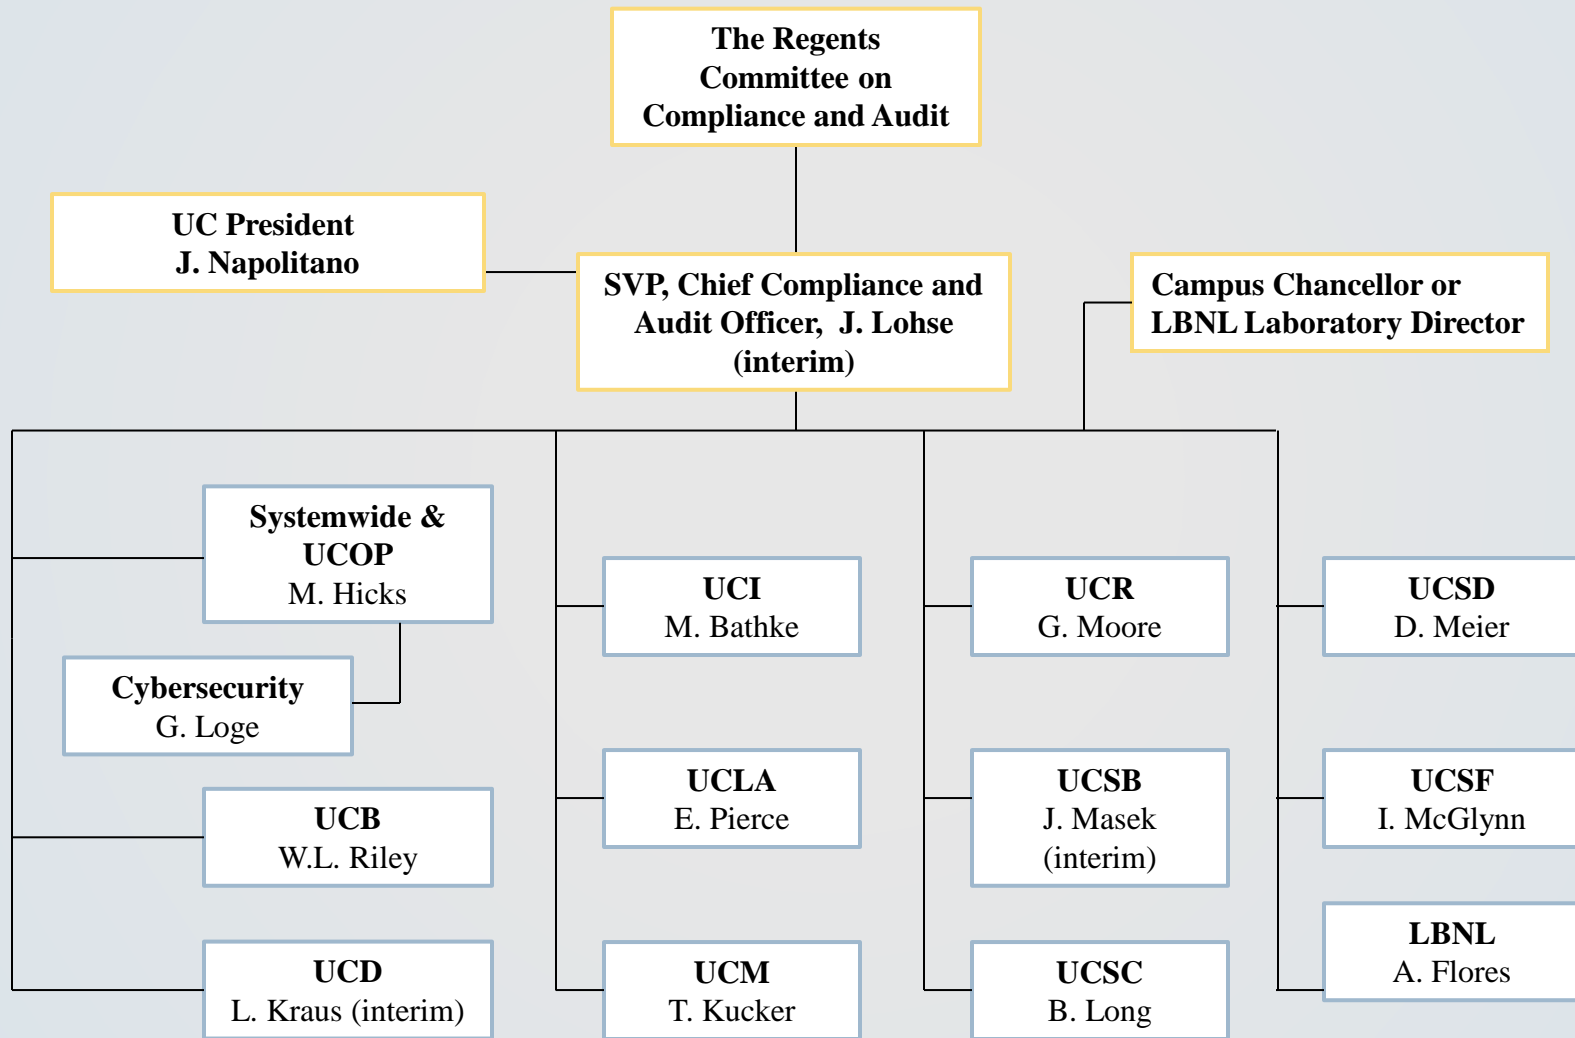 The Regents
Committee on
Compliance and Audit
UC President
J. Napolitano
SVP, Chief Compliance and
Audit Officer, J. Lohse
(interim)
Campus Chancellor or
LBNL Laboratory Director
Systemwide &
UCOP
M. Hicks
Cybersecurity
G. Loge
UCB
W.L. Riley
UCD
L. Kraus (interim)
UCI
M. Bathke
UCLA
E. Pierce
UCM
T. Kucker
UCR
G. Moore
UCSB
J. Masek
(interim)
UCSC
B. Long
UCSD
D. Meier
UCSF
I. McGlynn
LBNL
A. Flores